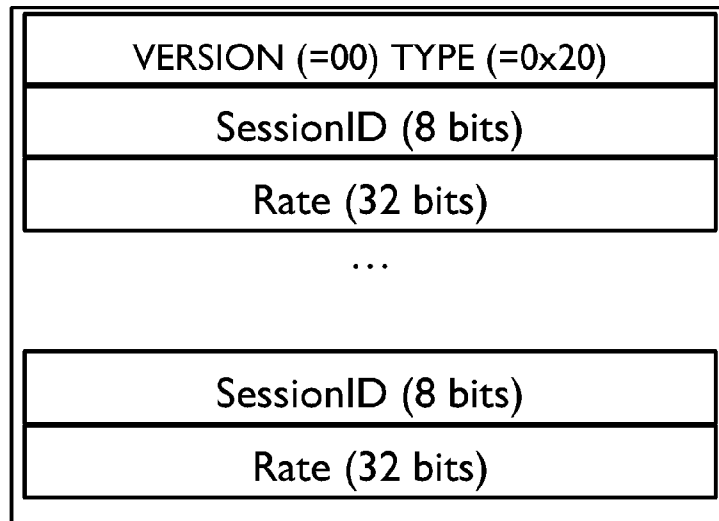 VERSION (=00) TYPE (=0x20)
SessionID (8 bits)
Rate (32 bits)
...
SessionID (8 bits)
Rate (32 bits)